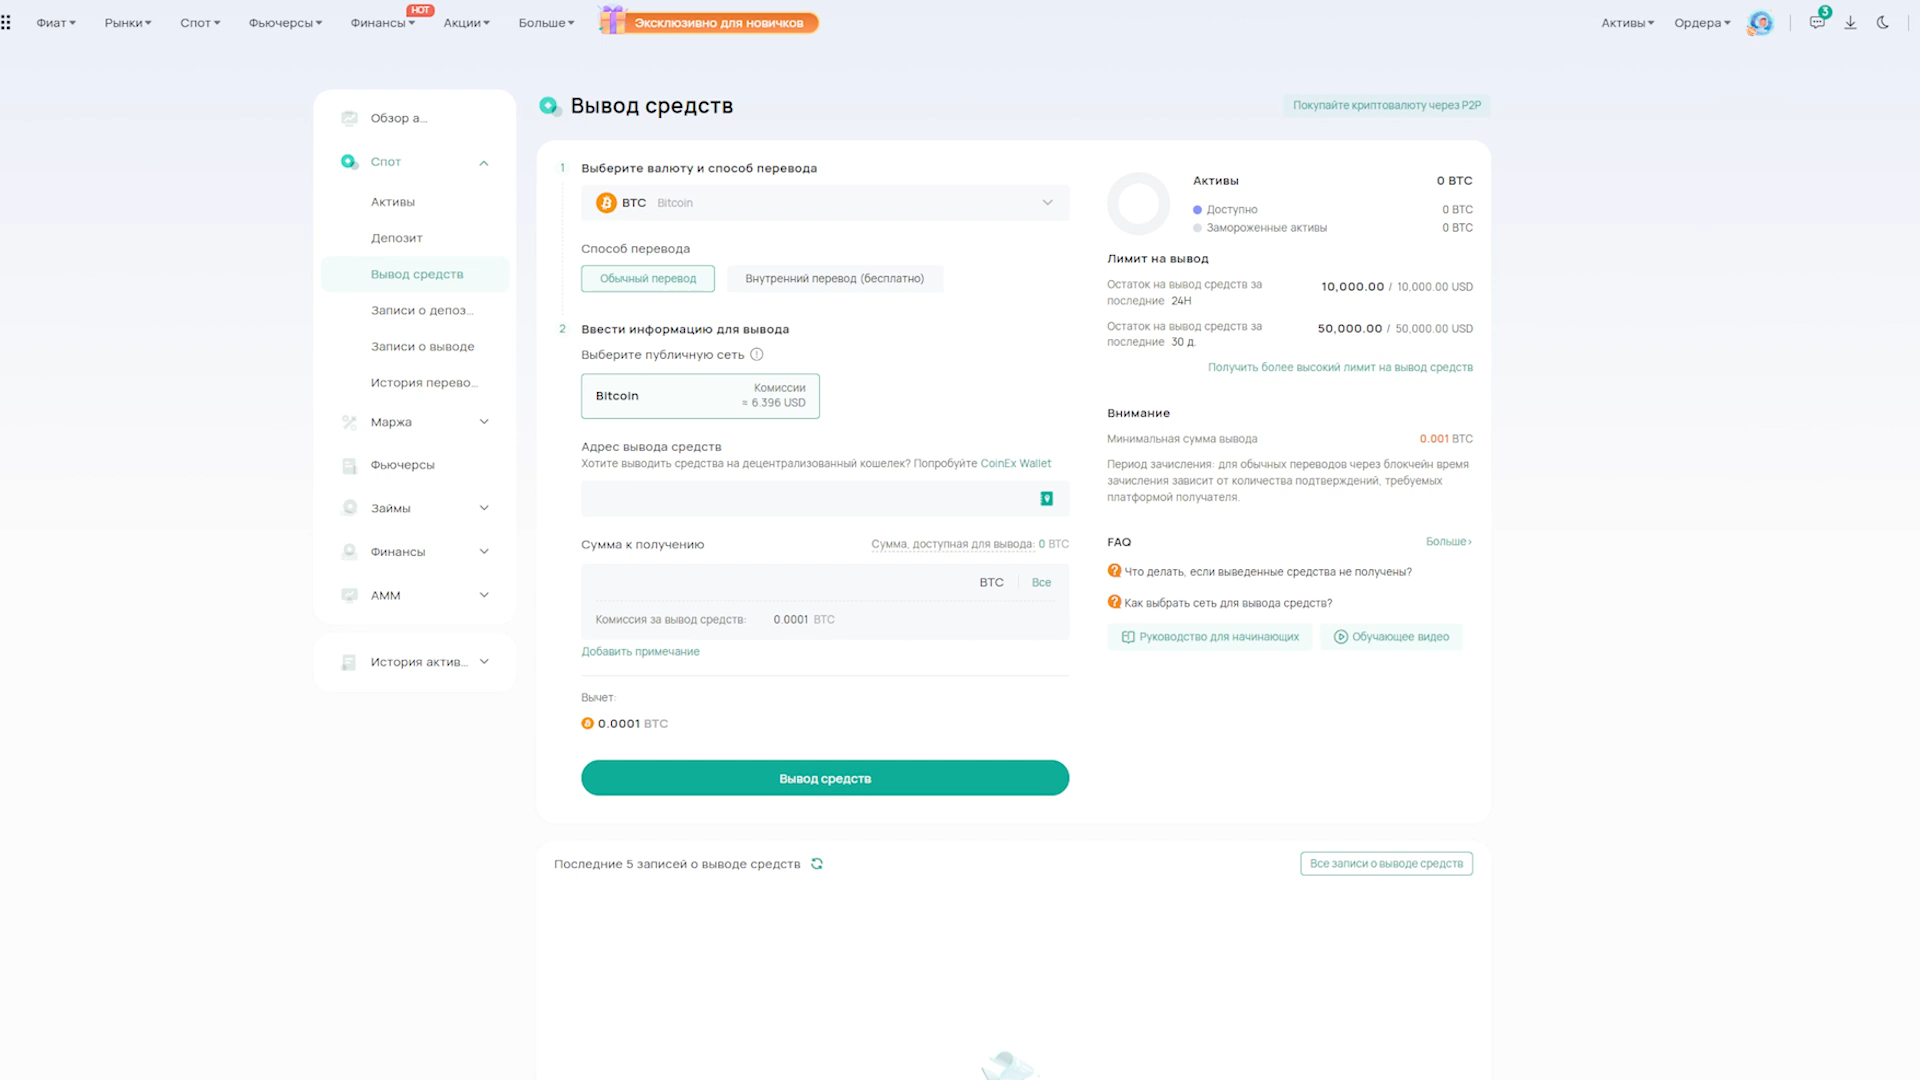 Фиат
Рынки
Спот
Фьючерсы
Финансы
HOT
Акции
Больше
Эксклюзивно для новичков
Активы
Ордера
3
Обзор а...
Спот
Активы
Депозит
Вывод средств
Записи о депоз...
Записи о выводе
История перево...
Маржа
Фьючерсы
Займы
Финансы
АММ
История актив...
Вывод средств
Покупайте криптовалюту через P2P
1 Выберите валюту и способ перевода
BTC Bitcoin
Способ перевода
Обычный перевод
Внутренний перевод (бесплатно)
2 Ввести информацию для вывода
Выберите публичную сеть
Bitcoin
Комиссии
≈ 6.396 USD
Адрес вывода средств
Хотите выводить средства на децентрализованный кошелек? Попробуйте CoinEx Wallet
Сумма к получению
Сумма, доступная для вывода: 0 BTC
BTC Все
Комиссия за вывод средств: 0.0001 BTC
Добавить примечание
Вычет:
0.0001 BTC
Вывод средств
Активы 0 BTC
Доступно 0 BTC
Замороженные активы 0 BTC
Лимит на вывод
Остаток на вывод средств за
последние 24H
10,000.00 / 10,000.00 USD
Остаток на вывод средств за
последние 30 д.
50,000.00 / 50,000.00 USD
Получить более высокий лимит на вывод средств
Внимание
Минимальная сумма вывода 0.001 BTC
Период зачисления: для обычных переводов через блокчейн время
зачисления зависит от количества подтверждений, требуемых
платформой получателя.
FAQ
Больше>
Что делать, если выведенные средства не получены?
Как выбрать сеть для вывода средств?
Руководство для начинающих
Обучающее видео
Последние 5 записей о выводе средств
Все записи о выводе средств